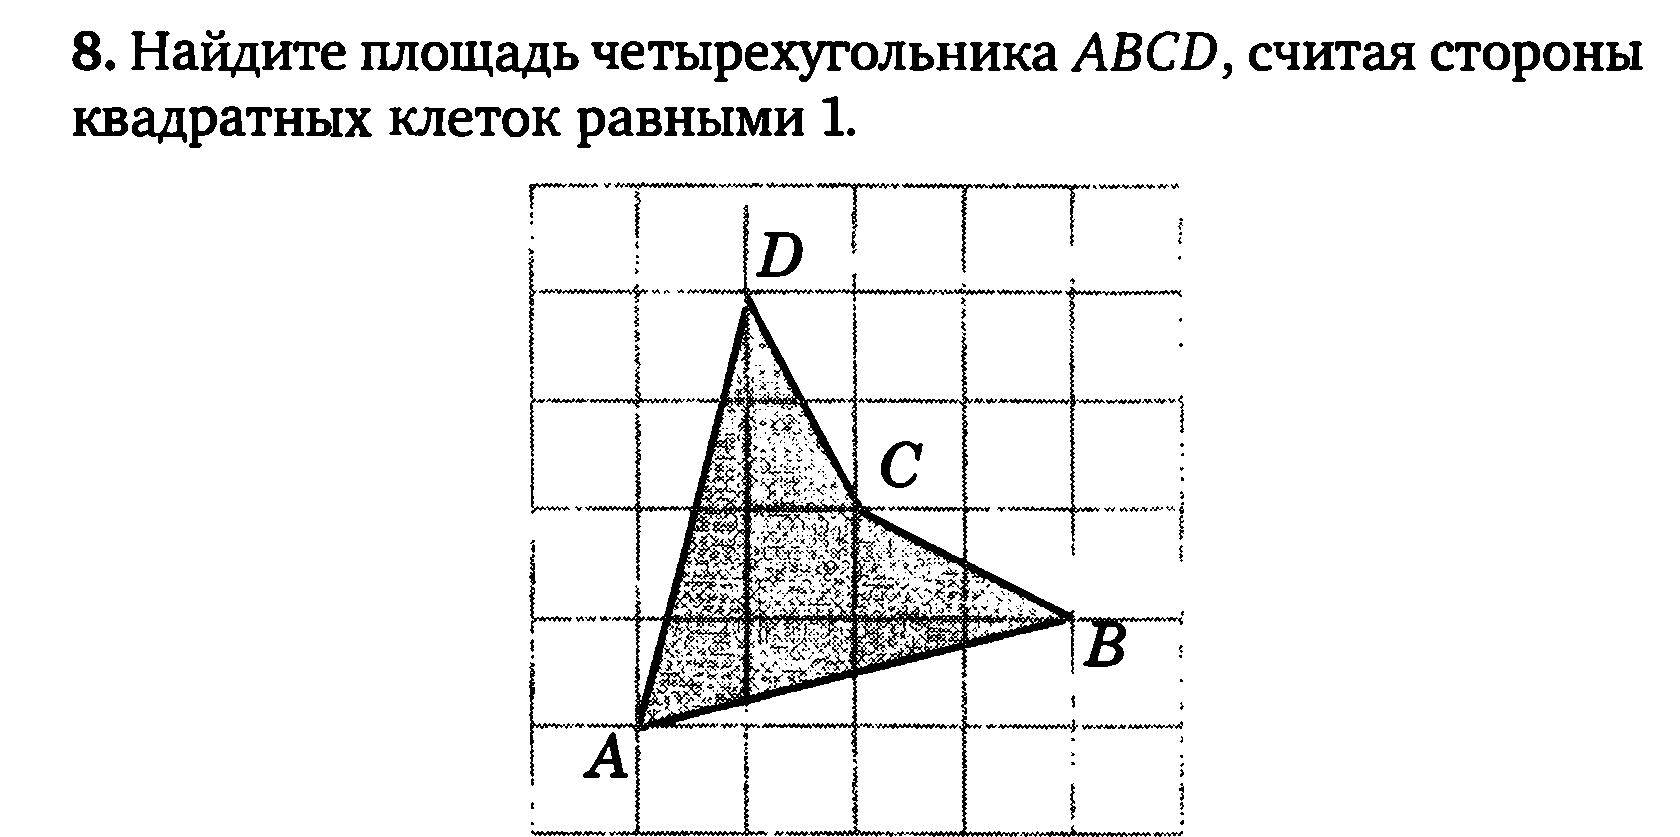 8. Найдите площадь четырехугольника ABCD, считая стороны
квадратных клеток равными 1.
D
C
B
A